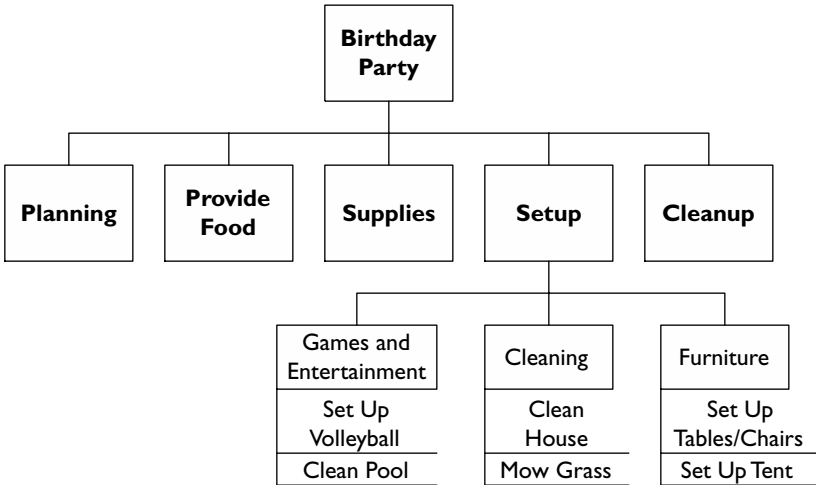 Birthday
Party
Planning
Provide
Food
Supplies
Setup
Cleanup
Games and
Entertainment
Set Up
Volleyball
Clean Pool
Cleaning
Clean
House
Mow Grass
Furniture
Set Up
Tables/Chairs
Set Up Tent